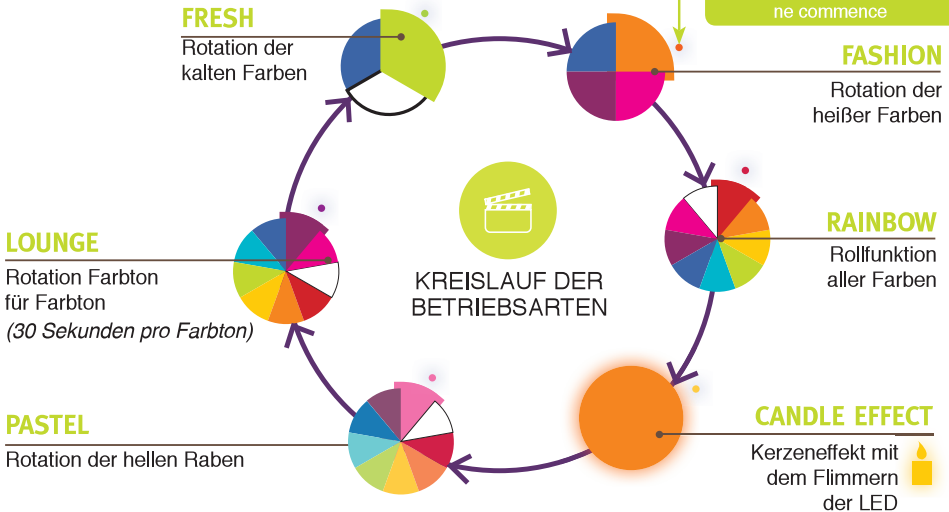 ne commence
FRESH
Rotation der
kalten Farben
FASHION
Rotation der
heißer Farben
RAINBOW
Rollfunktion
aller Farben
KREISLAUF DER
BETRIEBSARTEN
LOUNGE
Rotation Farbton
für Farbton
(30 Sekunden pro Farbton)
CANDLE EFFECT
Kerzeneffekt mit
dem Flimmern
der LED
PASTEL
Rotation der hellen Raben